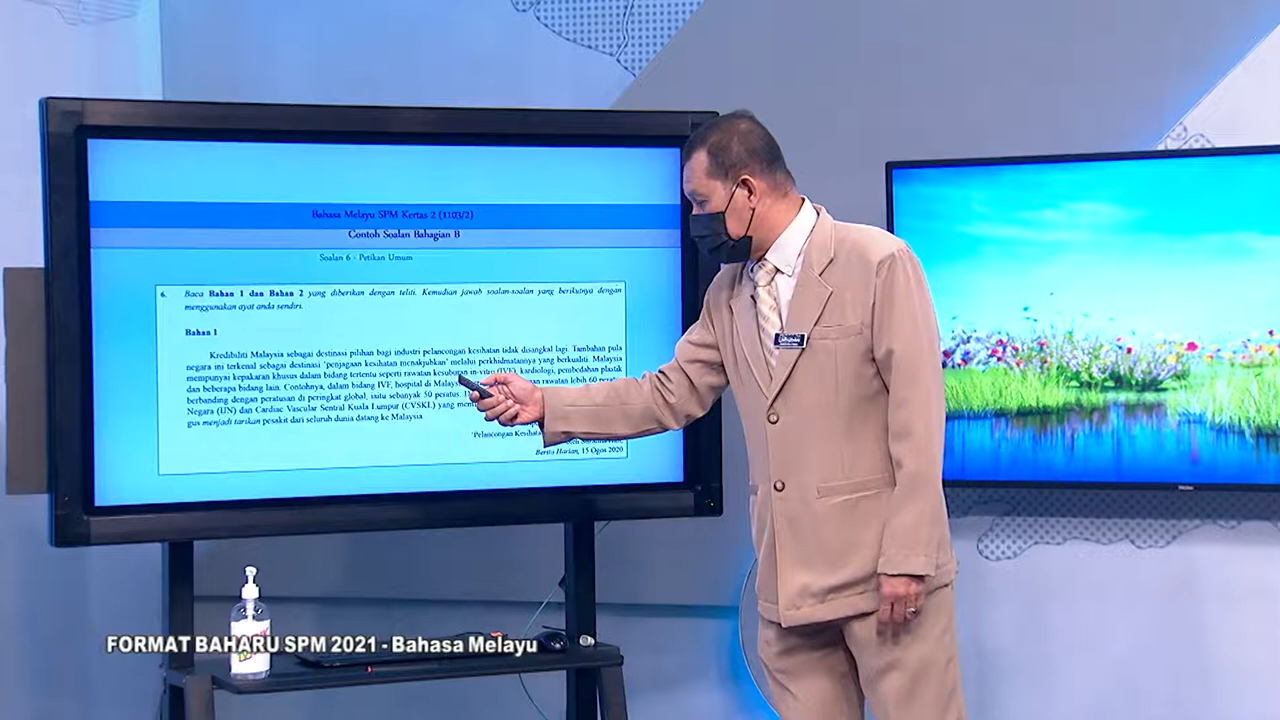 Bahasa Melayu SPM Kertas 2 (1103/2)
Contoh Soalan Bahagian B
Soalan 6 - Petikan Umum
6. Baca Bahan 1 dan Bahan 2 yang diberikan dengan teliti. Kemudian jawab soalan-soalan yang berikutnya dengan
menggunakan ayat anda sendiri.
Bahan 1
Kredibiliti Malaysia sebagai destinasi pilihan bagi industri pelancongan kesihatan tidak disangkal lagi. Tambahan pula
negara ini terkenal sebagai destinasi 'penjagaan kesihatan menakjubkan' melalui perkhidmatannya yang berkualiti. Malaysia
mempunyai kepakaran khusus dalam bidang tertentu seperti rawatan kesuburan in-vitro (IVF), kardiologi, pembedahan plastik
dan beberapa bidang lain. Contohnya, dalam bidang IVF, hospital di Malaysia rawatan lebih 60
berbanding dengan peratusan di peringkat global, iaitu sebanyak 50 peratus.
Negara (IJN) dan Cardiac Vascular Sentral Kuala Lumpur (CVSKL) yang
gus menjadi tarikan pesakit dari seluruh dunia datang ke Malaysia.
'Pelancongan Kesihatan
Berita Harian, 15 Ogos 2020
FORMAT BAHARU SPM 2021 - Bahasa Melayu